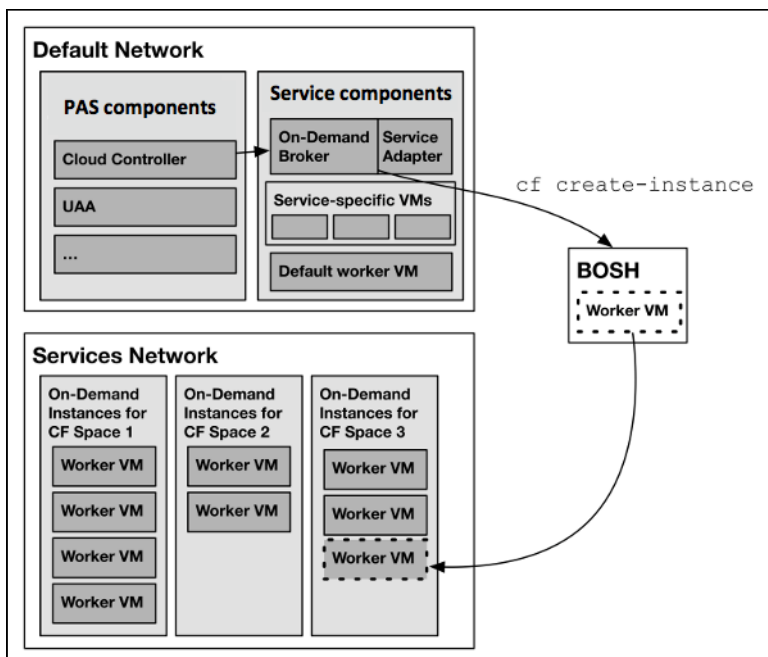 Default Network
PAS components
Cloud Controller
UAA
...
Service components
On-Demand
Broker
Service
Adapter
Service-specific VMs
Default worker VM
cf create-instance
BOSH
Worker VM
Services Network
On-Demand
Instances for
CF Space 1
Worker VM
Worker VM
Worker VM
Worker VM
On-Demand
Instances for
CF Space 2
Worker VM
Worker VM
On-Demand
Instances for
CF Space 3
Worker VM
Worker VM
Worker VM